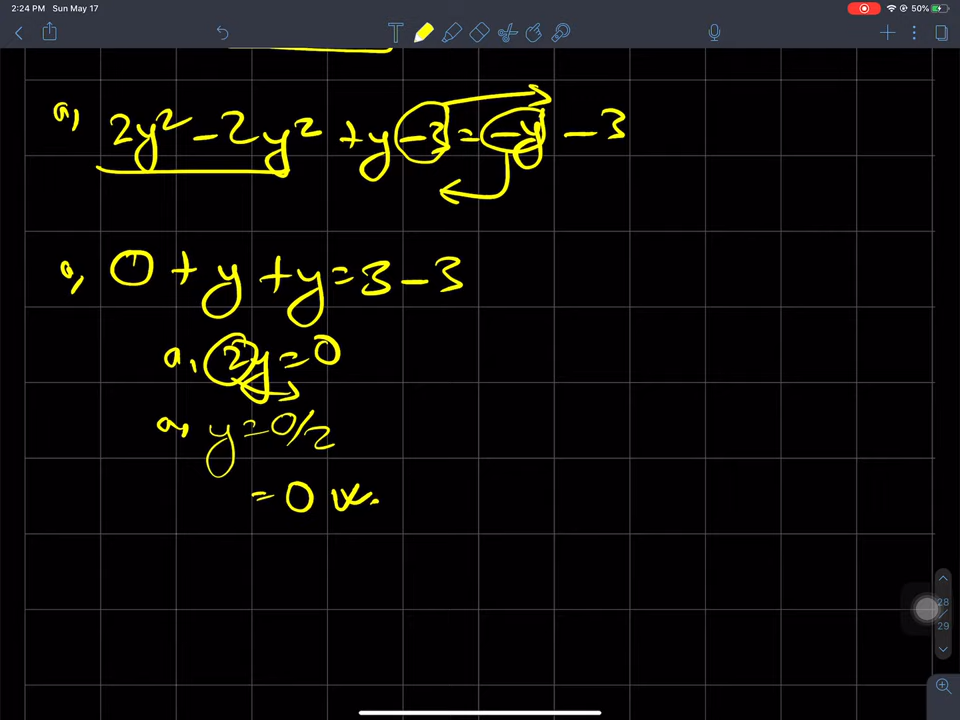 2:24 PM Sun May 17
50%
a, 2y² - 2y² + y - 3 = -y - 3
a, 0 + y + y = 3 - 3
a, 2y = 0
a, y = 0/2
= 0
28
29